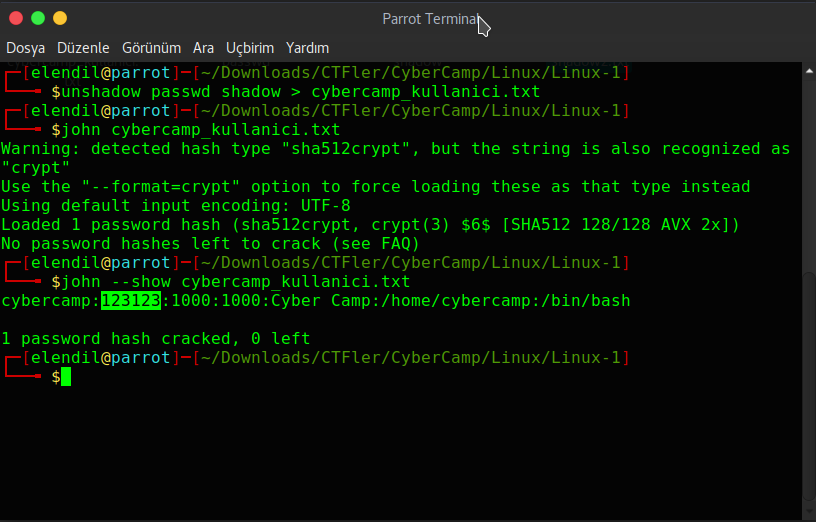 Parrot Terminal
Dosya Düzenle Görünüm Ara Uçbirim Yardım
┌─[elendil@parrot]─[~/Downloads/CTFler/CyberCamp/Linux/Linux-1]
└──╼ $unshadow passwd shadow > cybercamp_kullanici.txt
┌─[elendil@parrot]─[~/Downloads/CTFler/CyberCamp/Linux/Linux-1]
└──╼ $john cybercamp_kullanici.txt
Warning: detected hash type "sha512crypt", but the string is also recognized as
"crypt"
Use the "--format=crypt" option to force loading these as that type instead
Using default input encoding: UTF-8
Loaded 1 password hash (sha512crypt, crypt(3) $6$ [SHA512 128/128 AVX 2x])
No password hashes left to crack (see FAQ)
┌─[elendil@parrot]─[~/Downloads/CTFler/CyberCamp/Linux/Linux-1]
└──╼ $john --show cybercamp_kullanici.txt
cybercamp:123123:1000:1000:Cyber Camp:/home/cybercamp:/bin/bash

1 password hash cracked, 0 left
┌─[elendil@parrot]─[~/Downloads/CTFler/CyberCamp/Linux/Linux-1]
└──╼ $